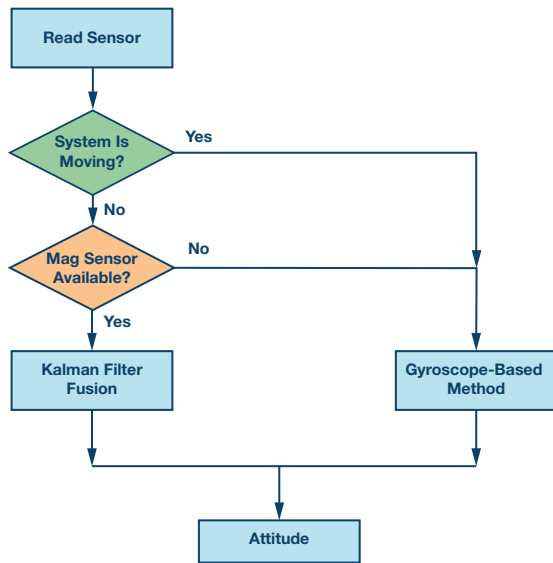 Read Sensor
System Is
Moving?
Yes
No
Mag Sensor
Available?
No
Yes
Kalman Filter
Fusion
Gyroscope-Based
Method
Attitude